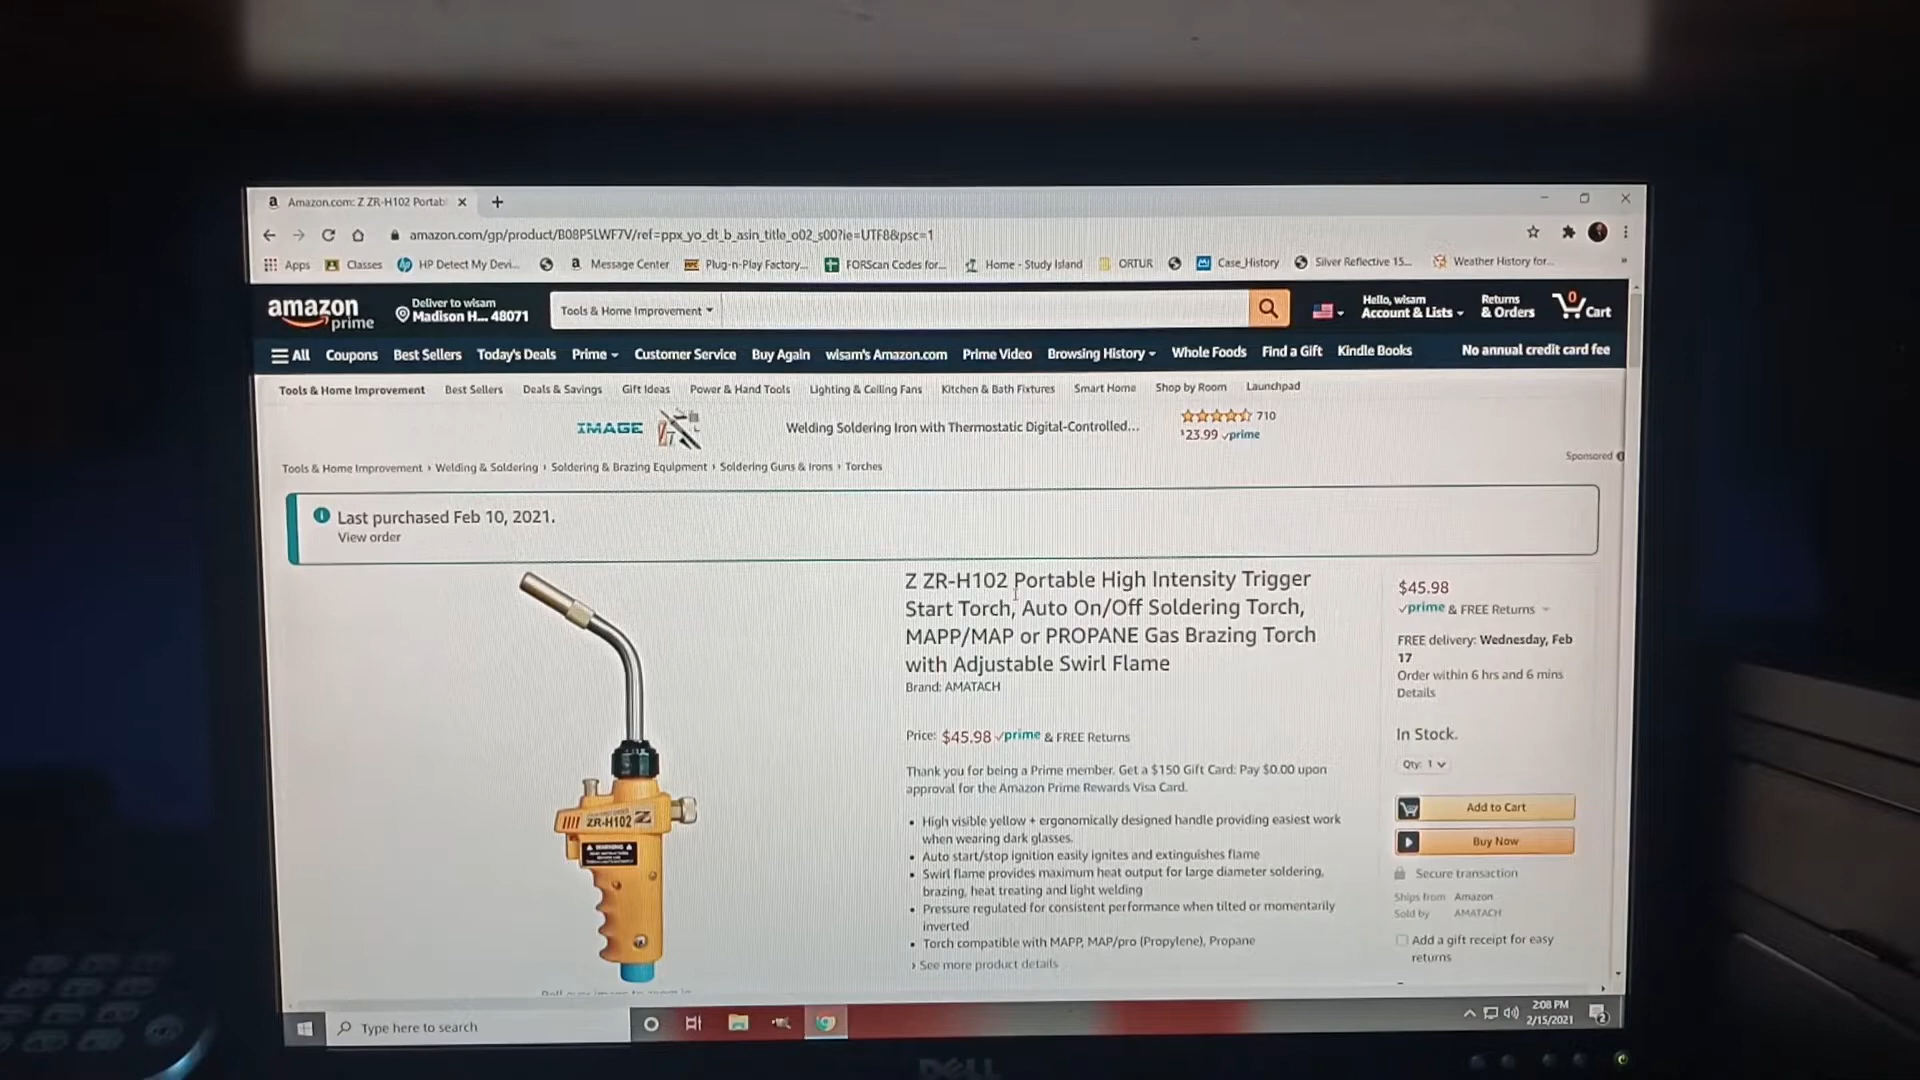 Amazon.com: Z ZR-H102 Portab
amazon.com/gp/product/B08P5LWF7V/ref=ppx_yo_dt_b_asin_title_o02_s00?ie=UTF8&psc=1
Apps Classes HP Detect My Devi... Message Center Plug-n-Play Factory... FORScan Codes for... Home - Study Island ORTUR Case_History Silver Reflective 15... Weather History for... »
amazon prime
Deliver to wisam
Madison H... 48071
Tools & Home Improvement
Hello, wisam
Account & Lists
Returns
& Orders
0
Cart
All Coupons Best Sellers Today's Deals Prime Customer Service Buy Again wisam's Amazon.com Prime Video Browsing History Whole Foods Find a Gift Kindle Books No annual credit card fee
Tools & Home Improvement Best Sellers Deals & Savings Gift Ideas Power & Hand Tools Lighting & Ceiling Fans Kitchen & Bath Fixtures Smart Home Shop by Room Launchpad
IMAGE
Welding Soldering Iron with Thermostatic Digital-Controlled...
710
$23.99 prime
Sponsored
Tools & Home Improvement › Welding & Soldering › Soldering & Brazing Equipment › Soldering Guns & Irons › Torches
Last purchased Feb 10, 2021.
View order
ZR-H102 Z
WARNING
Z ZR-H102 Portable High Intensity Trigger
Start Torch, Auto On/Off Soldering Torch,
MAPP/MAP or PROPANE Gas Brazing Torch
with Adjustable Swirl Flame
Brand: AMATACH
Price: $45.98 prime & FREE Returns
Thank you for being a Prime member. Get a $150 Gift Card: Pay $0.00 upon
approval for the Amazon Prime Rewards Visa Card.
• High visible yellow + ergonomically designed handle providing easiest work
when wearing dark glasses.
• Auto start/stop ignition easily ignites and extinguishes flame
• Swirl flame provides maximum heat output for large diameter soldering,
brazing, heat treating and light welding
• Pressure regulated for consistent performance when tilted or momentarily
inverted
• Torch compatible with MAPP, MAP/pro (Propylene), Propane
› See more product details
$45.98
prime & FREE Returns
FREE delivery: Wednesday, Feb
17
Order within 6 hrs and 6 mins
Details
In Stock.
Qty: 1
Add to Cart
Buy Now
Secure transaction
Ships from Amazon
Sold by AMATACH
Add a gift receipt for easy
returns
Type here to search
2:08 PM
2/15/2021
2
DELL